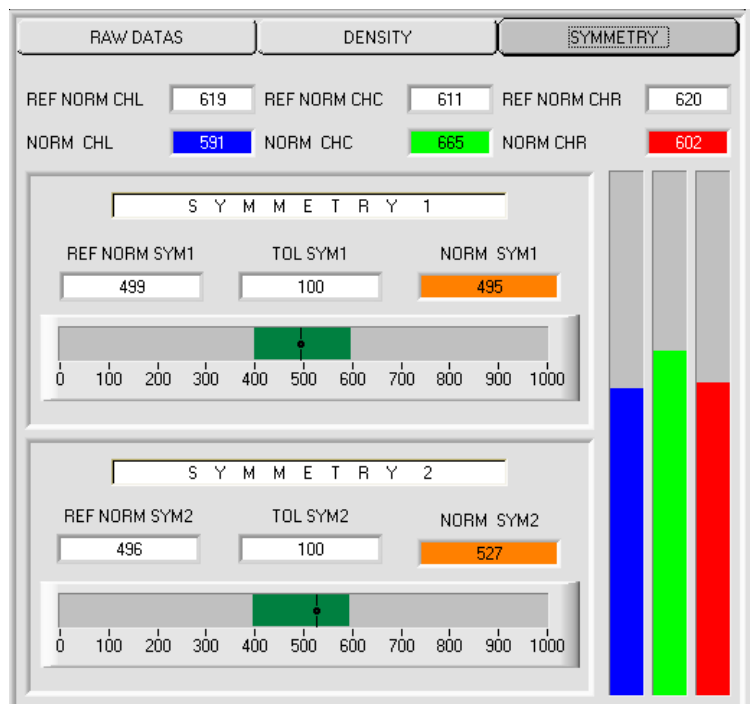 RAW DATAS DENSITY SYMMETRY
REF NORM CHL 619 REF NORM CHC 611 REF NORM CHR 620
NORM CHL 591 NORM CHC 665 NORM CHR 602
S Y M M E T R Y 1
REF NORM SYM1 TOL SYM1 NORM SYM1
499 100 495
0 100 200 300 400 500 600 700 800 900 1000
S Y M M E T R Y 2
REF NORM SYM2 TOL SYM2 NORM SYM2
496 100 527
0 100 200 300 400 500 600 700 800 900 1000